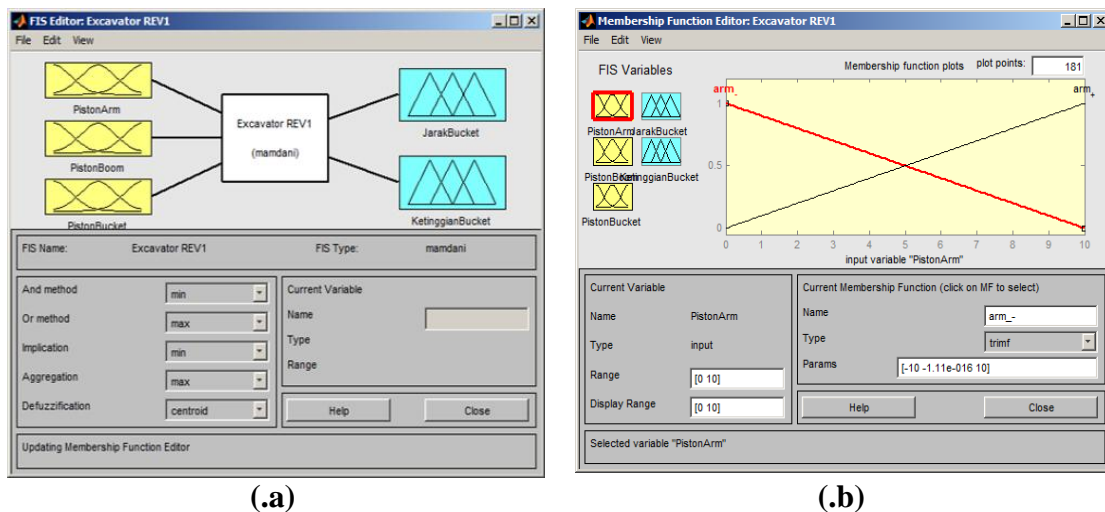 FIS Editor: Excavator REV1
File Edit View
PistonArm
PistonBoom
PistonBucket
Excavator REV1
(mamdani)
JarakBucket
KetinggianBucket
FIS Name: Excavator REV1 FIS Type: mamdani
And method min
Or method max
Implication min
Aggregation max
Defuzzification centroid
Current Variable
Name
Type
Range
Help Close
Updating Membership Function Editor
(.a)
Membership Function Editor: Excavator REV1
File Edit View
FIS Variables
PistonArm JarakBucket
PistonBoom KetinggianBucket
PistonBucket
Membership function plots plot points: 181
arm_- arm_+
1
0.5
0
0 1 2 3 4 5 6 7 8 9 10
input variable "PistonArm"
Current Variable
Name PistonArm
Type input
Range [0 10]
Display Range [0 10]
Current Membership Function (click on MF to select)
Name arm_-
Type trimf
Params [-10 -1.11e-016 10]
Help Close
Selected variable "PistonArm"
(.b)